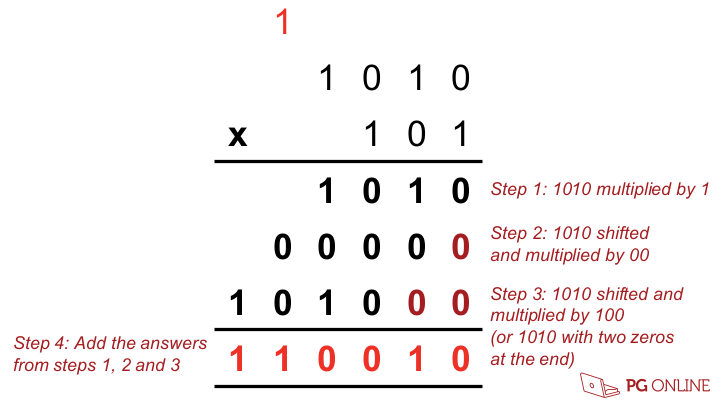 1
1 0 1 0
x 1 0 1
1 0 1 0 Step 1: 1010 multiplied by 1
0 0 0 0 0 Step 2: 1010 shifted
and multiplied by 00
1 0 1 0 0 0 Step 3: 1010 shifted and
multiplied by 100
(or 1010 with two zeros
at the end)
Step 4: Add the answers
from steps 1, 2 and 3
1 1 0 0 1 0
PG ONLINE